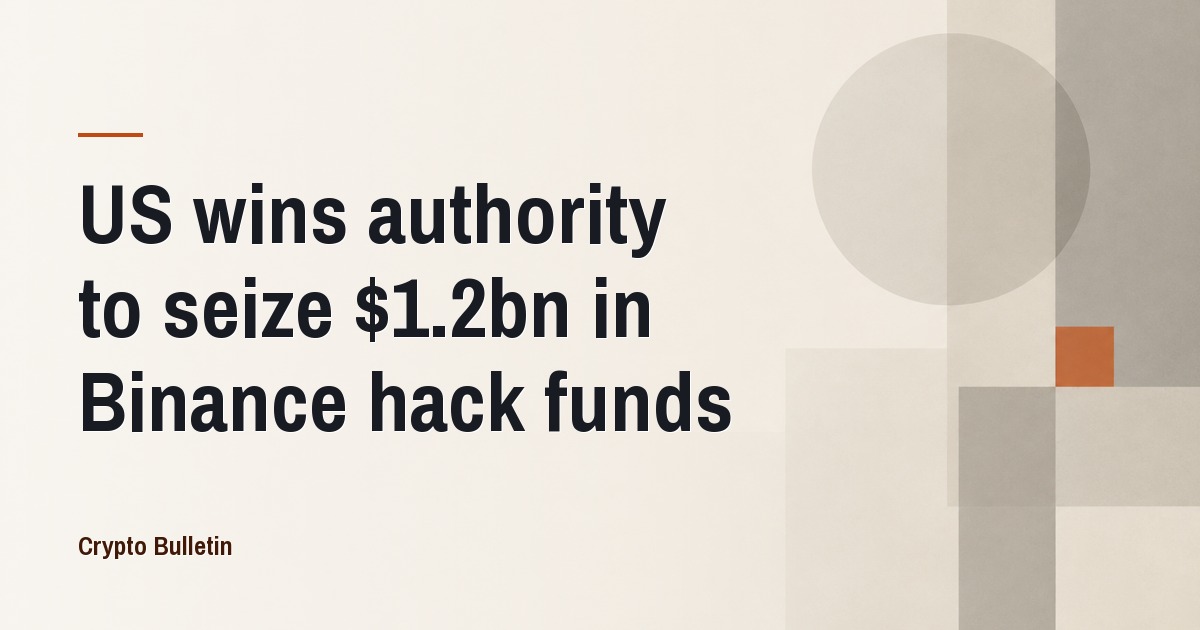 US wins authority
to seize $1.2bn in
Binance hack funds
Crypto Bulletin